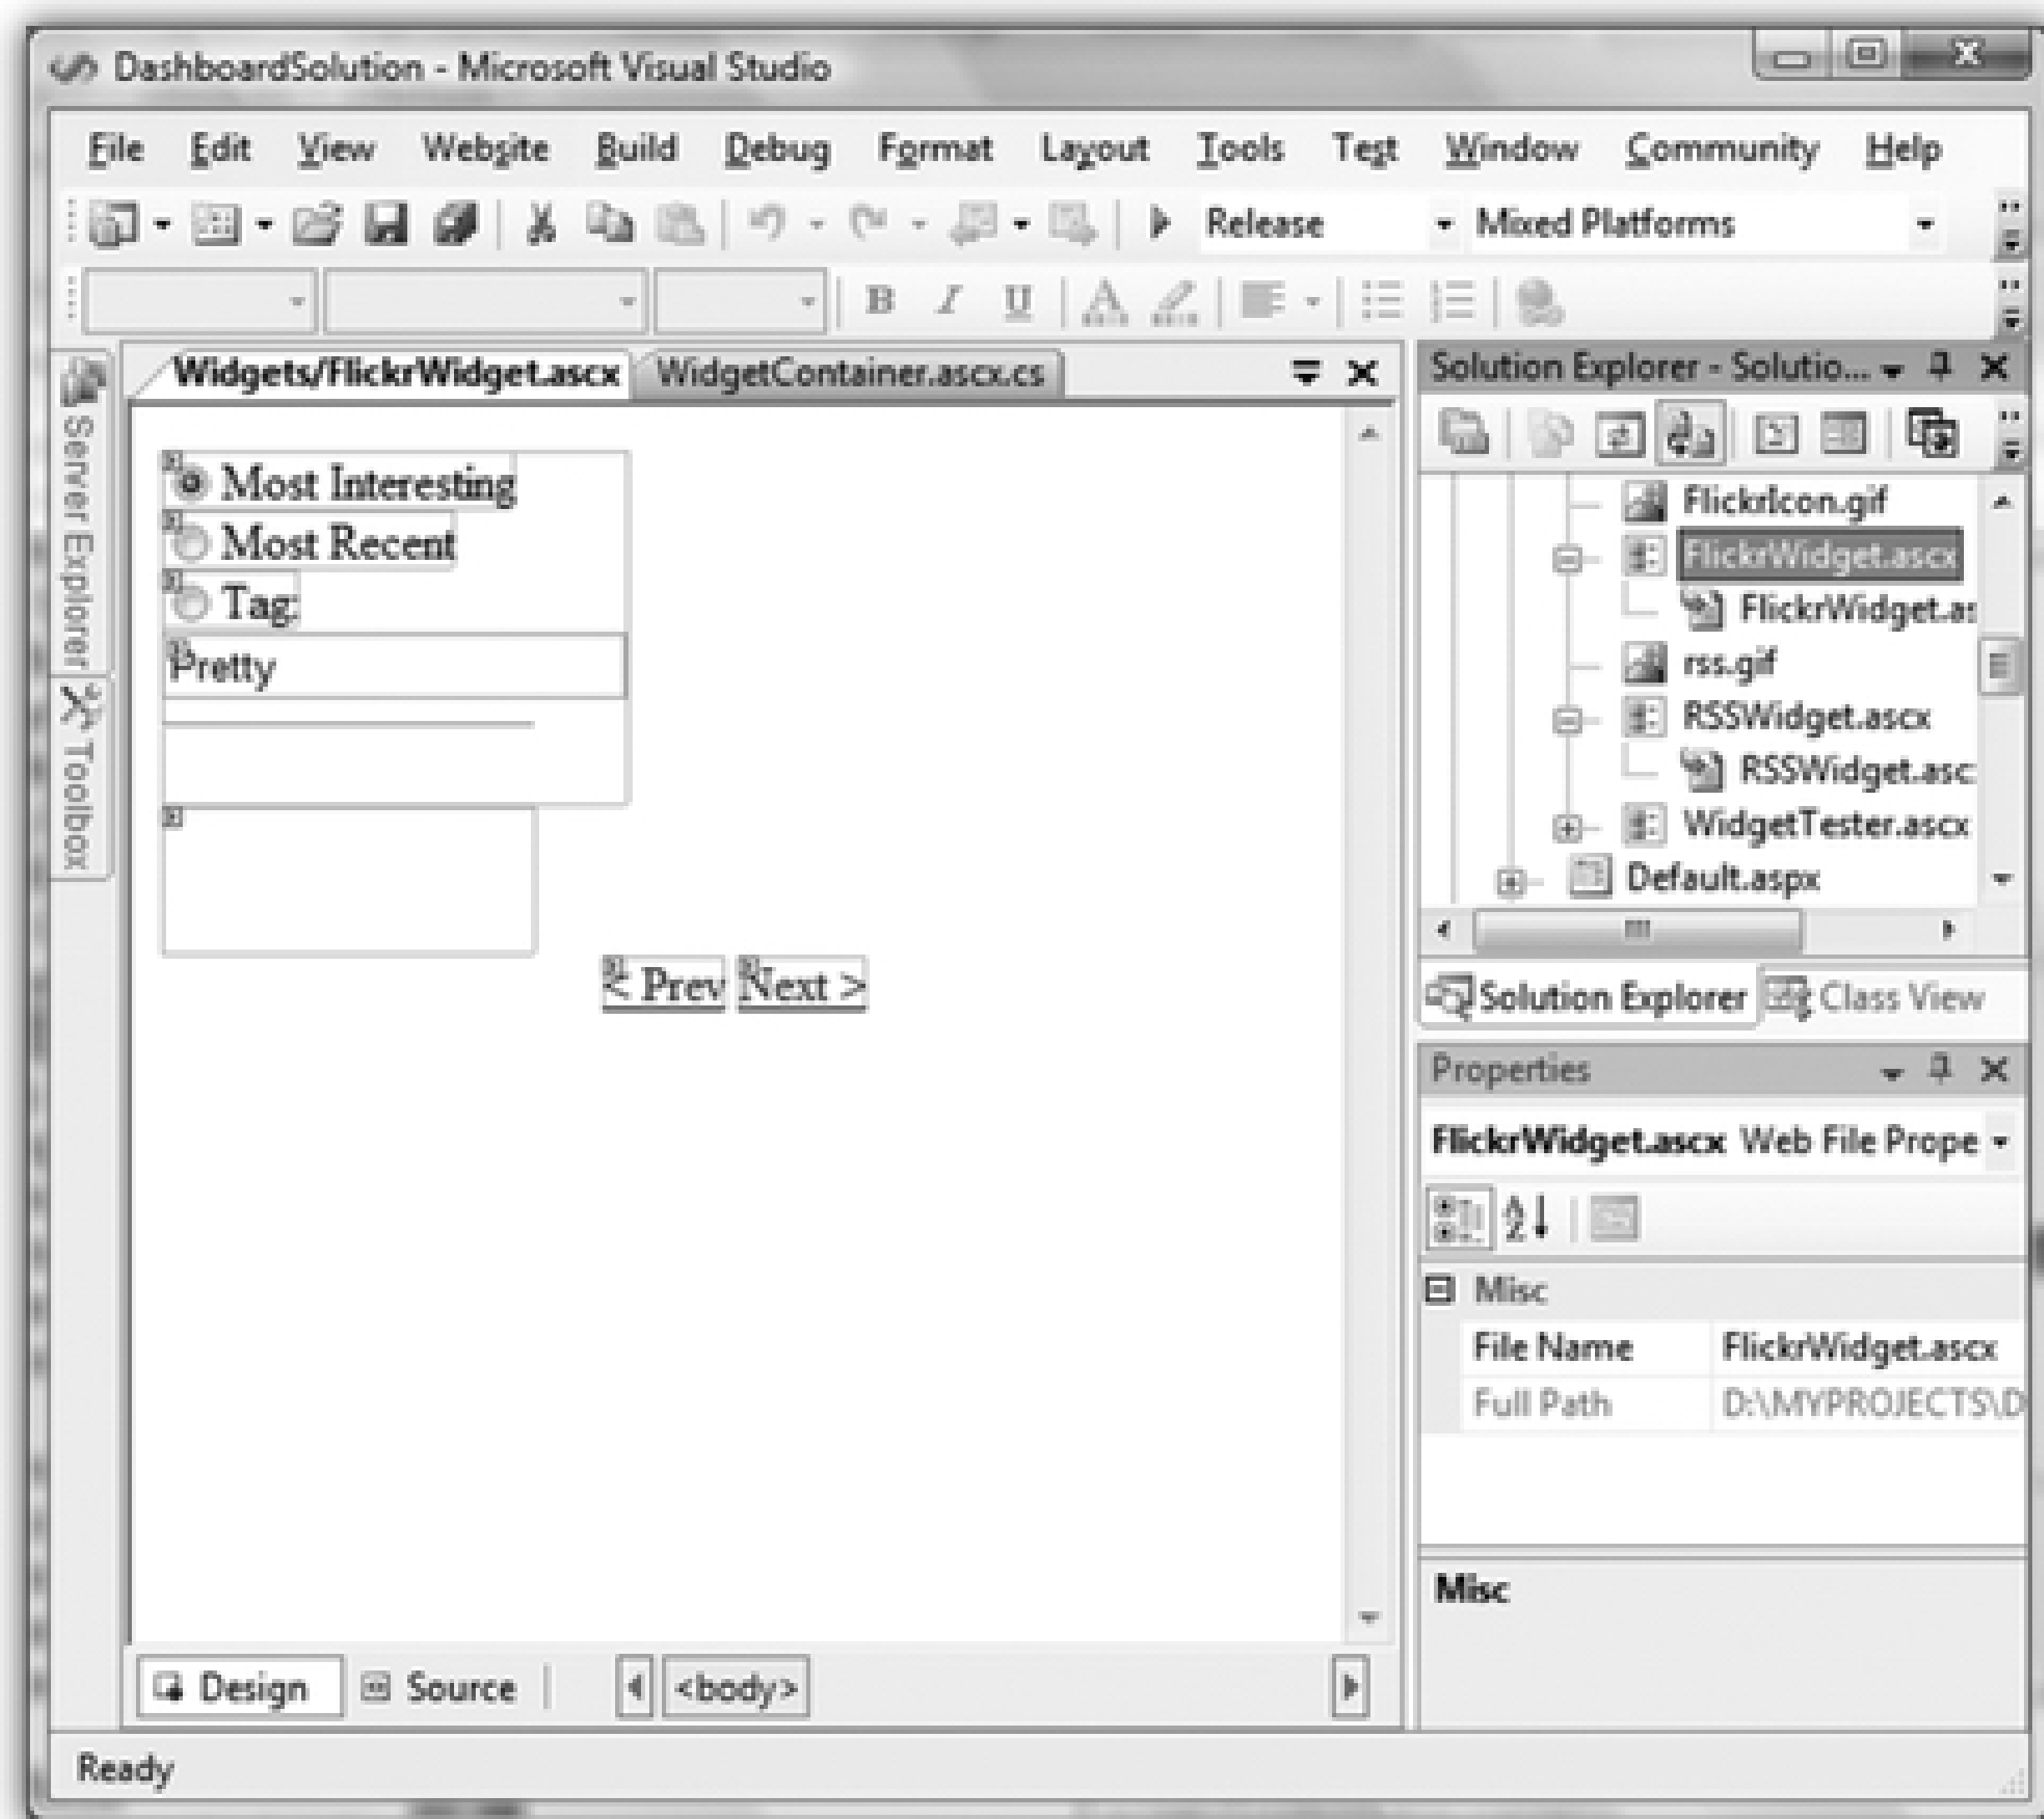 DashboardSolution - Microsoft Visual Studio
File Edit View Website Build Debug Format Layout Tools Test Window Community Help
Release Mixed Platforms
B I U A
Widgets/FlickrWidget.ascx WidgetContainer.ascx.cs
Server Explorer
Toolbox
Most Interesting
Most Recent
Tag:
Pretty
< Prev Next >
Design Source <body>
Ready
Solution Explorer - Solutio...
FlickrIcon.gif
FlickrWidget.ascx
FlickrWidget.as
rss.gif
RSSWidget.ascx
RSSWidget.asc
WidgetTester.ascx
Default.aspx
Solution Explorer Class View
Properties
FlickrWidget.ascx Web File Prope
Misc
File Name FlickrWidget.ascx
Full Path D:\MYPROJECTS\D
Misc